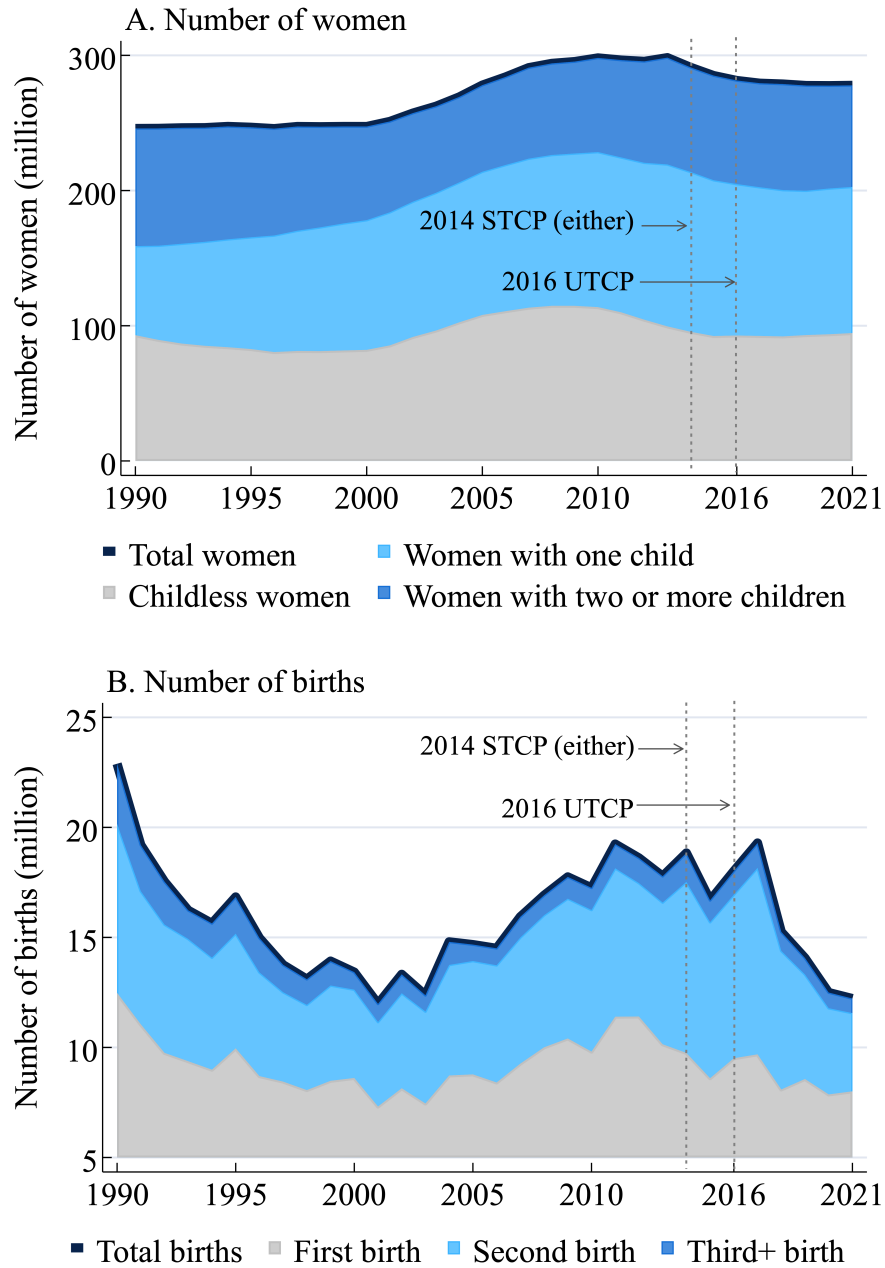 A. Number of women
Number of women (million)
300
200
100
0
2014 STCP (either)
2016 UTCP
1990 1995 2000 2005 2010 2016 2021
Total women Women with one child
Childless women Women with two or more children
B. Number of births
Number of births (million)
25
20
15
10
5
2014 STCP (either)
2016 UTCP
1990 1995 2000 2005 2010 2016 2021
Total births First birth Second birth Third+ birth